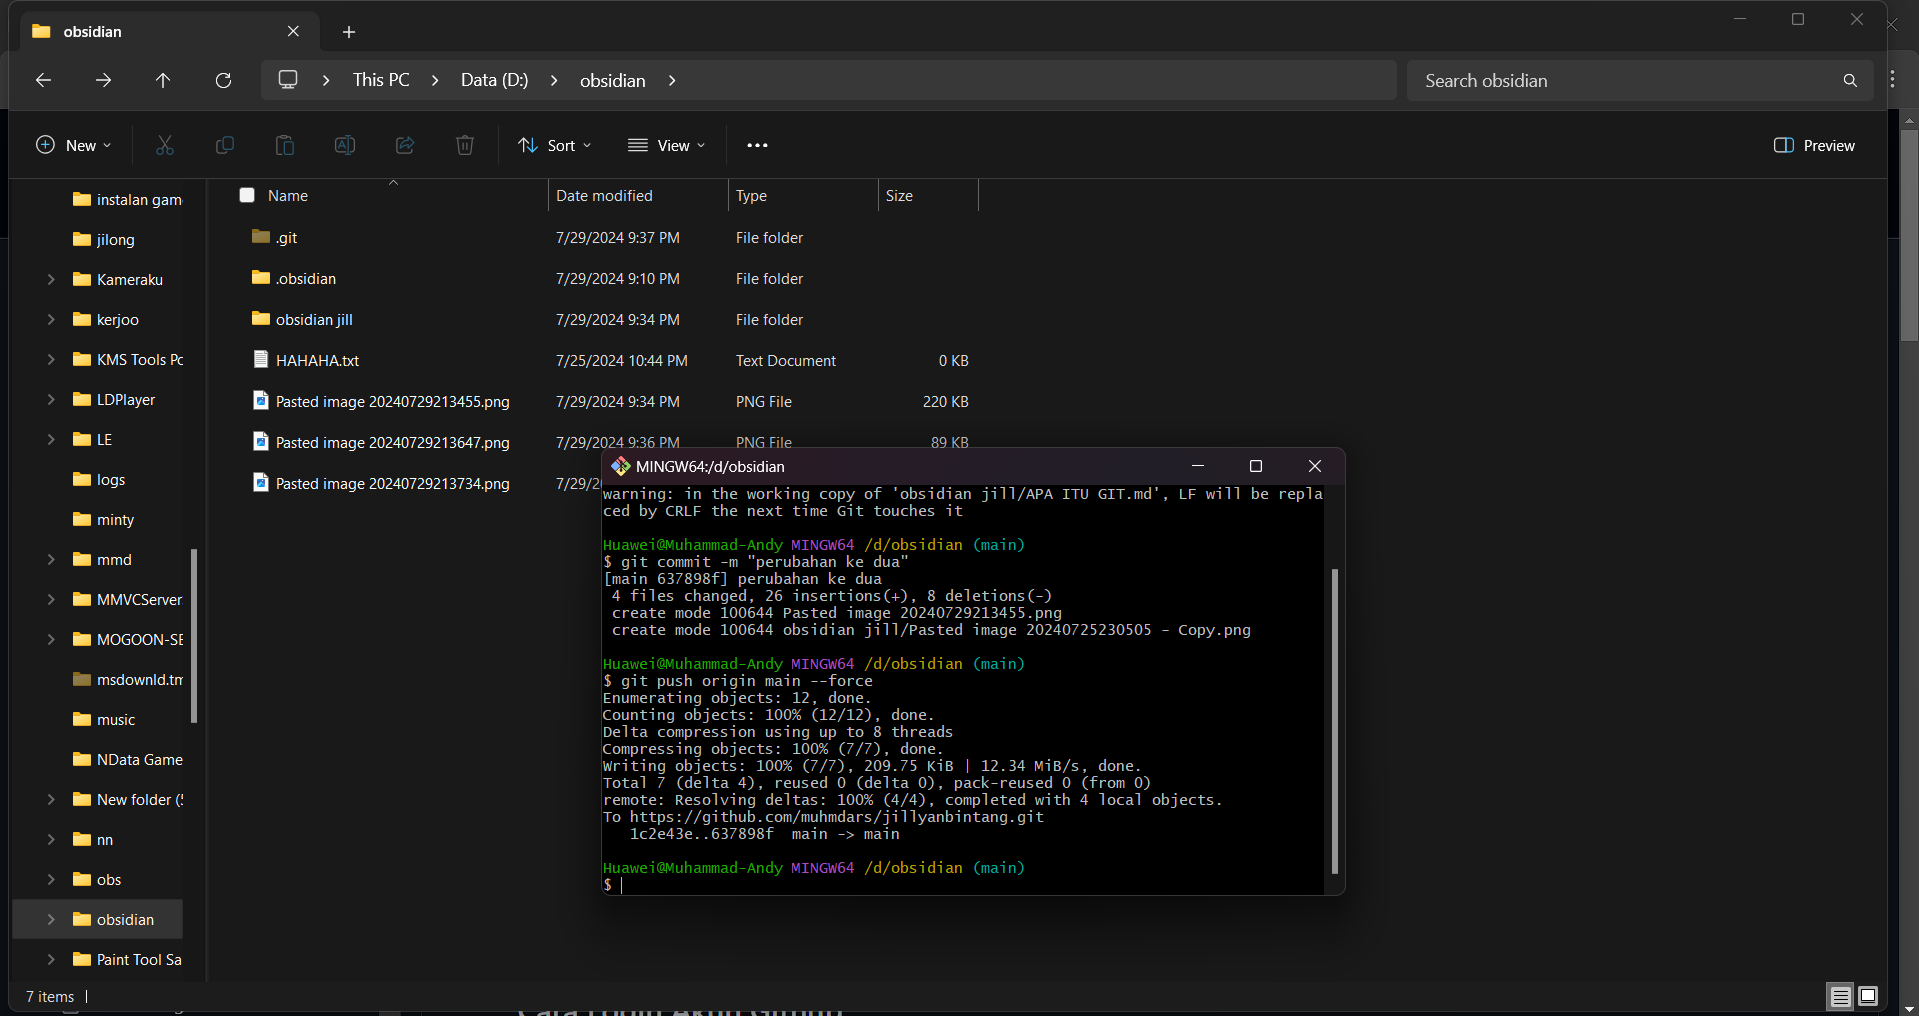 obsidian
This PC
Data (D:)
obsidian
Search obsidian
New
Sort
View
Preview
instalan gam
jilong
Kameraku
kerjoo
KMS Tools Po
LDPlayer
LE
logs
minty
mmd
MMVCServer
MOGOON-SE
msdownld.tm
music
NData Game
New folder (5
nn
obs
obsidian
Paint Tool Sa
Name Date modified Type Size
.git 7/29/2024 9:37 PM File folder
.obsidian 7/29/2024 9:10 PM File folder
obsidian jill 7/29/2024 9:34 PM File folder
HAHAHA.txt 7/25/2024 10:44 PM Text Document 0 KB
Pasted image 20240729213455.png 7/29/2024 9:34 PM PNG File 220 KB
Pasted image 20240729213647.png 7/29/2024 9:36 PM PNG File 89 KB
Pasted image 20240729213734.png 7/29/2
MINGW64:/d/obsidian
warning: in the working copy of 'obsidian jill/APA ITU GIT.md', LF will be repla
ced by CRLF the next time Git touches it
Huawei@Muhammad-Andy MINGW64 /d/obsidian (main)
$ git commit -m "perubahan ke dua"
[main 637898f] perubahan ke dua
4 files changed, 26 insertions(+), 8 deletions(-)
create mode 100644 Pasted image 20240729213455.png
create mode 100644 obsidian jill/Pasted image 20240725230505 - Copy.png
Huawei@Muhammad-Andy MINGW64 /d/obsidian (main)
$ git push origin main --force
Enumerating objects: 12, done.
Counting objects: 100% (12/12), done.
Delta compression using up to 8 threads
Compressing objects: 100% (7/7), done.
Writing objects: 100% (7/7), 209.75 KiB | 12.34 MiB/s, done.
Total 7 (delta 4), reused 0 (delta 0), pack-reused 0 (from 0)
remote: Resolving deltas: 100% (4/4), completed with 4 local objects.
To https://github.com/muhmdars/jillyanbintang.git
1c2e43e..637898f main -> main
Huawei@Muhammad-Andy MINGW64 /d/obsidian (main)
$
7 items